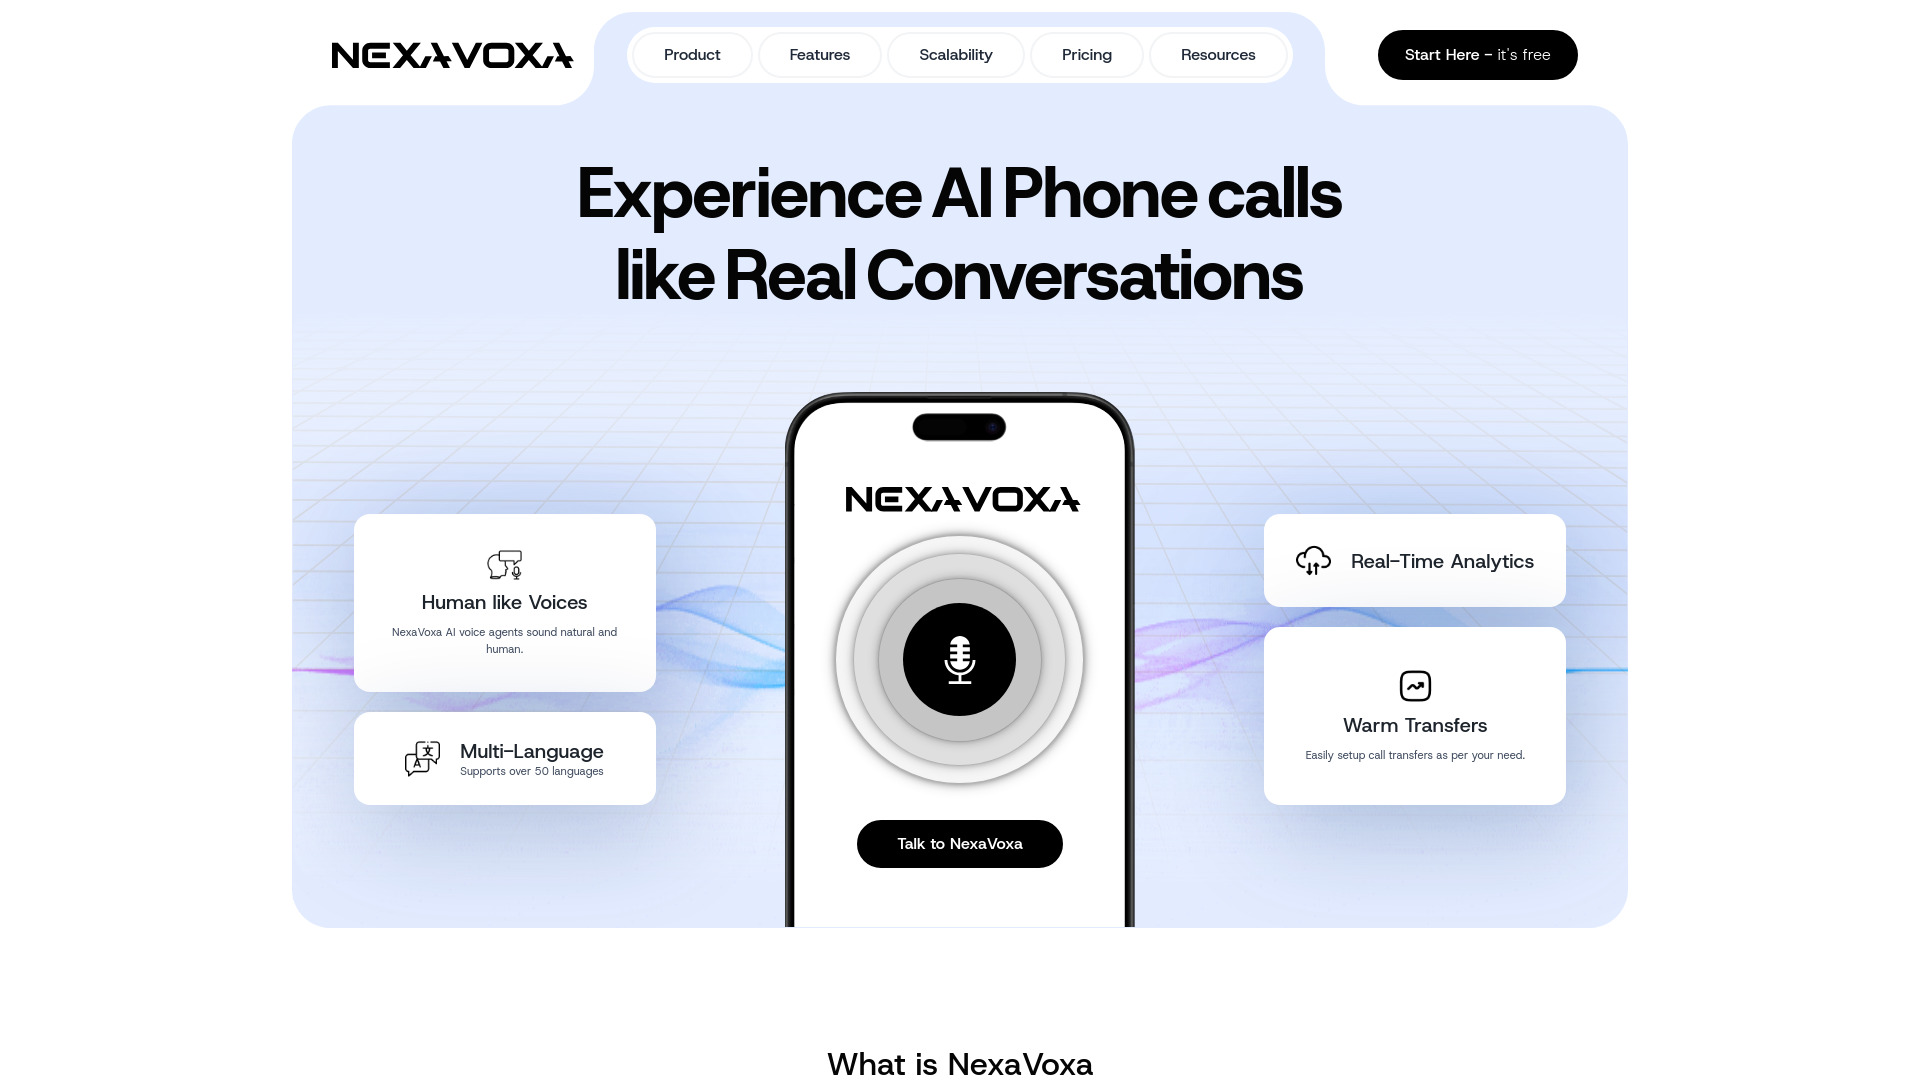 NEXAVOXA
Product
Features
Scalability
Pricing
Resources
Start Here - it's free
Experience AI Phone calls
like Real Conversations
NEXAVOXA
Human like Voices
NexaVoxa AI voice agents sound natural and
human.
文
A
Multi-Language
Supports over 50 languages
Real-Time Analytics
Warm Transfers
Easily setup call transfers as per your need.
Talk to NexaVoxa
What is NexaVoxa